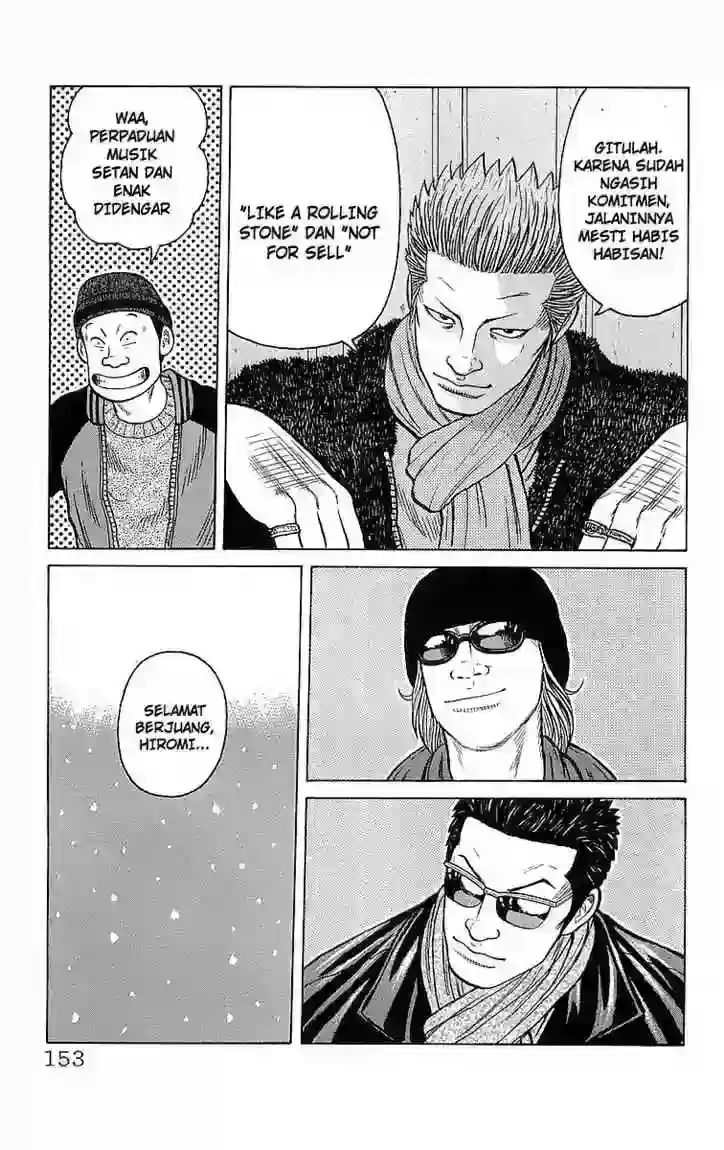 GITULAH.
KARENA SUDAH
NGASIH
KOMITMEN,
JALANINNYA
MESTI HABIS
HABISAN!
"LIKE A ROLLING
STONE" DAN "NOT
FOR SELL"
WAA,
PERPADUAN
MUSIK
SETAN DAN
ENAK
DIDENGAR
SELAMAT
BERJUANG,
HIROMI...
153